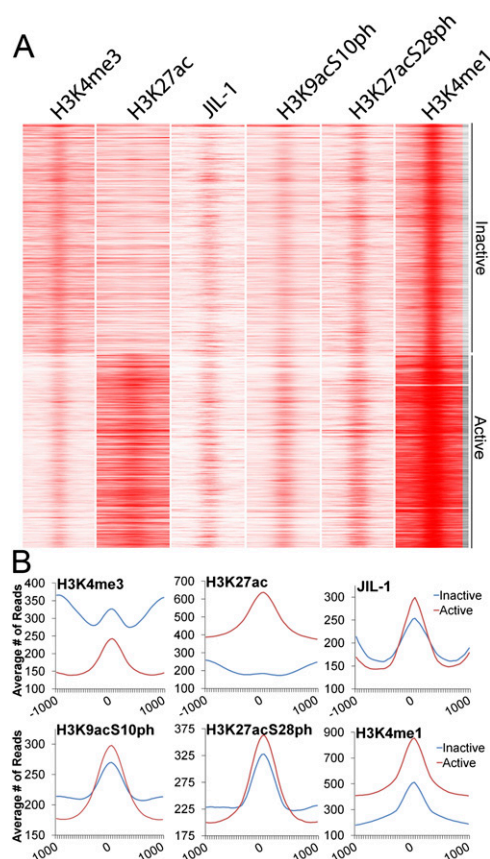 A
H3K4me3
H3K27ac
JIL-1
H3K9acS10ph
H3K27acS28ph
H3K4me1
Inactive
Active
B
Average # of Reads
H3K4me3
400
350
300
250
200
150
100
-1000
0
1000
H3K27ac
700
600
500
400
300
200
100
-1000
0
1000
JIL-1
Inactive
Active
300
250
200
150
100
-1000
0
1000
Average # of Reads
H3K9acS10ph
300
250
200
150
-1000
0
1000
H3K27acS28ph
375
325
275
225
175
-1000
0
1000
H3K4me1
Inactive
Active
900
700
500
300
100
-1000
0
1000